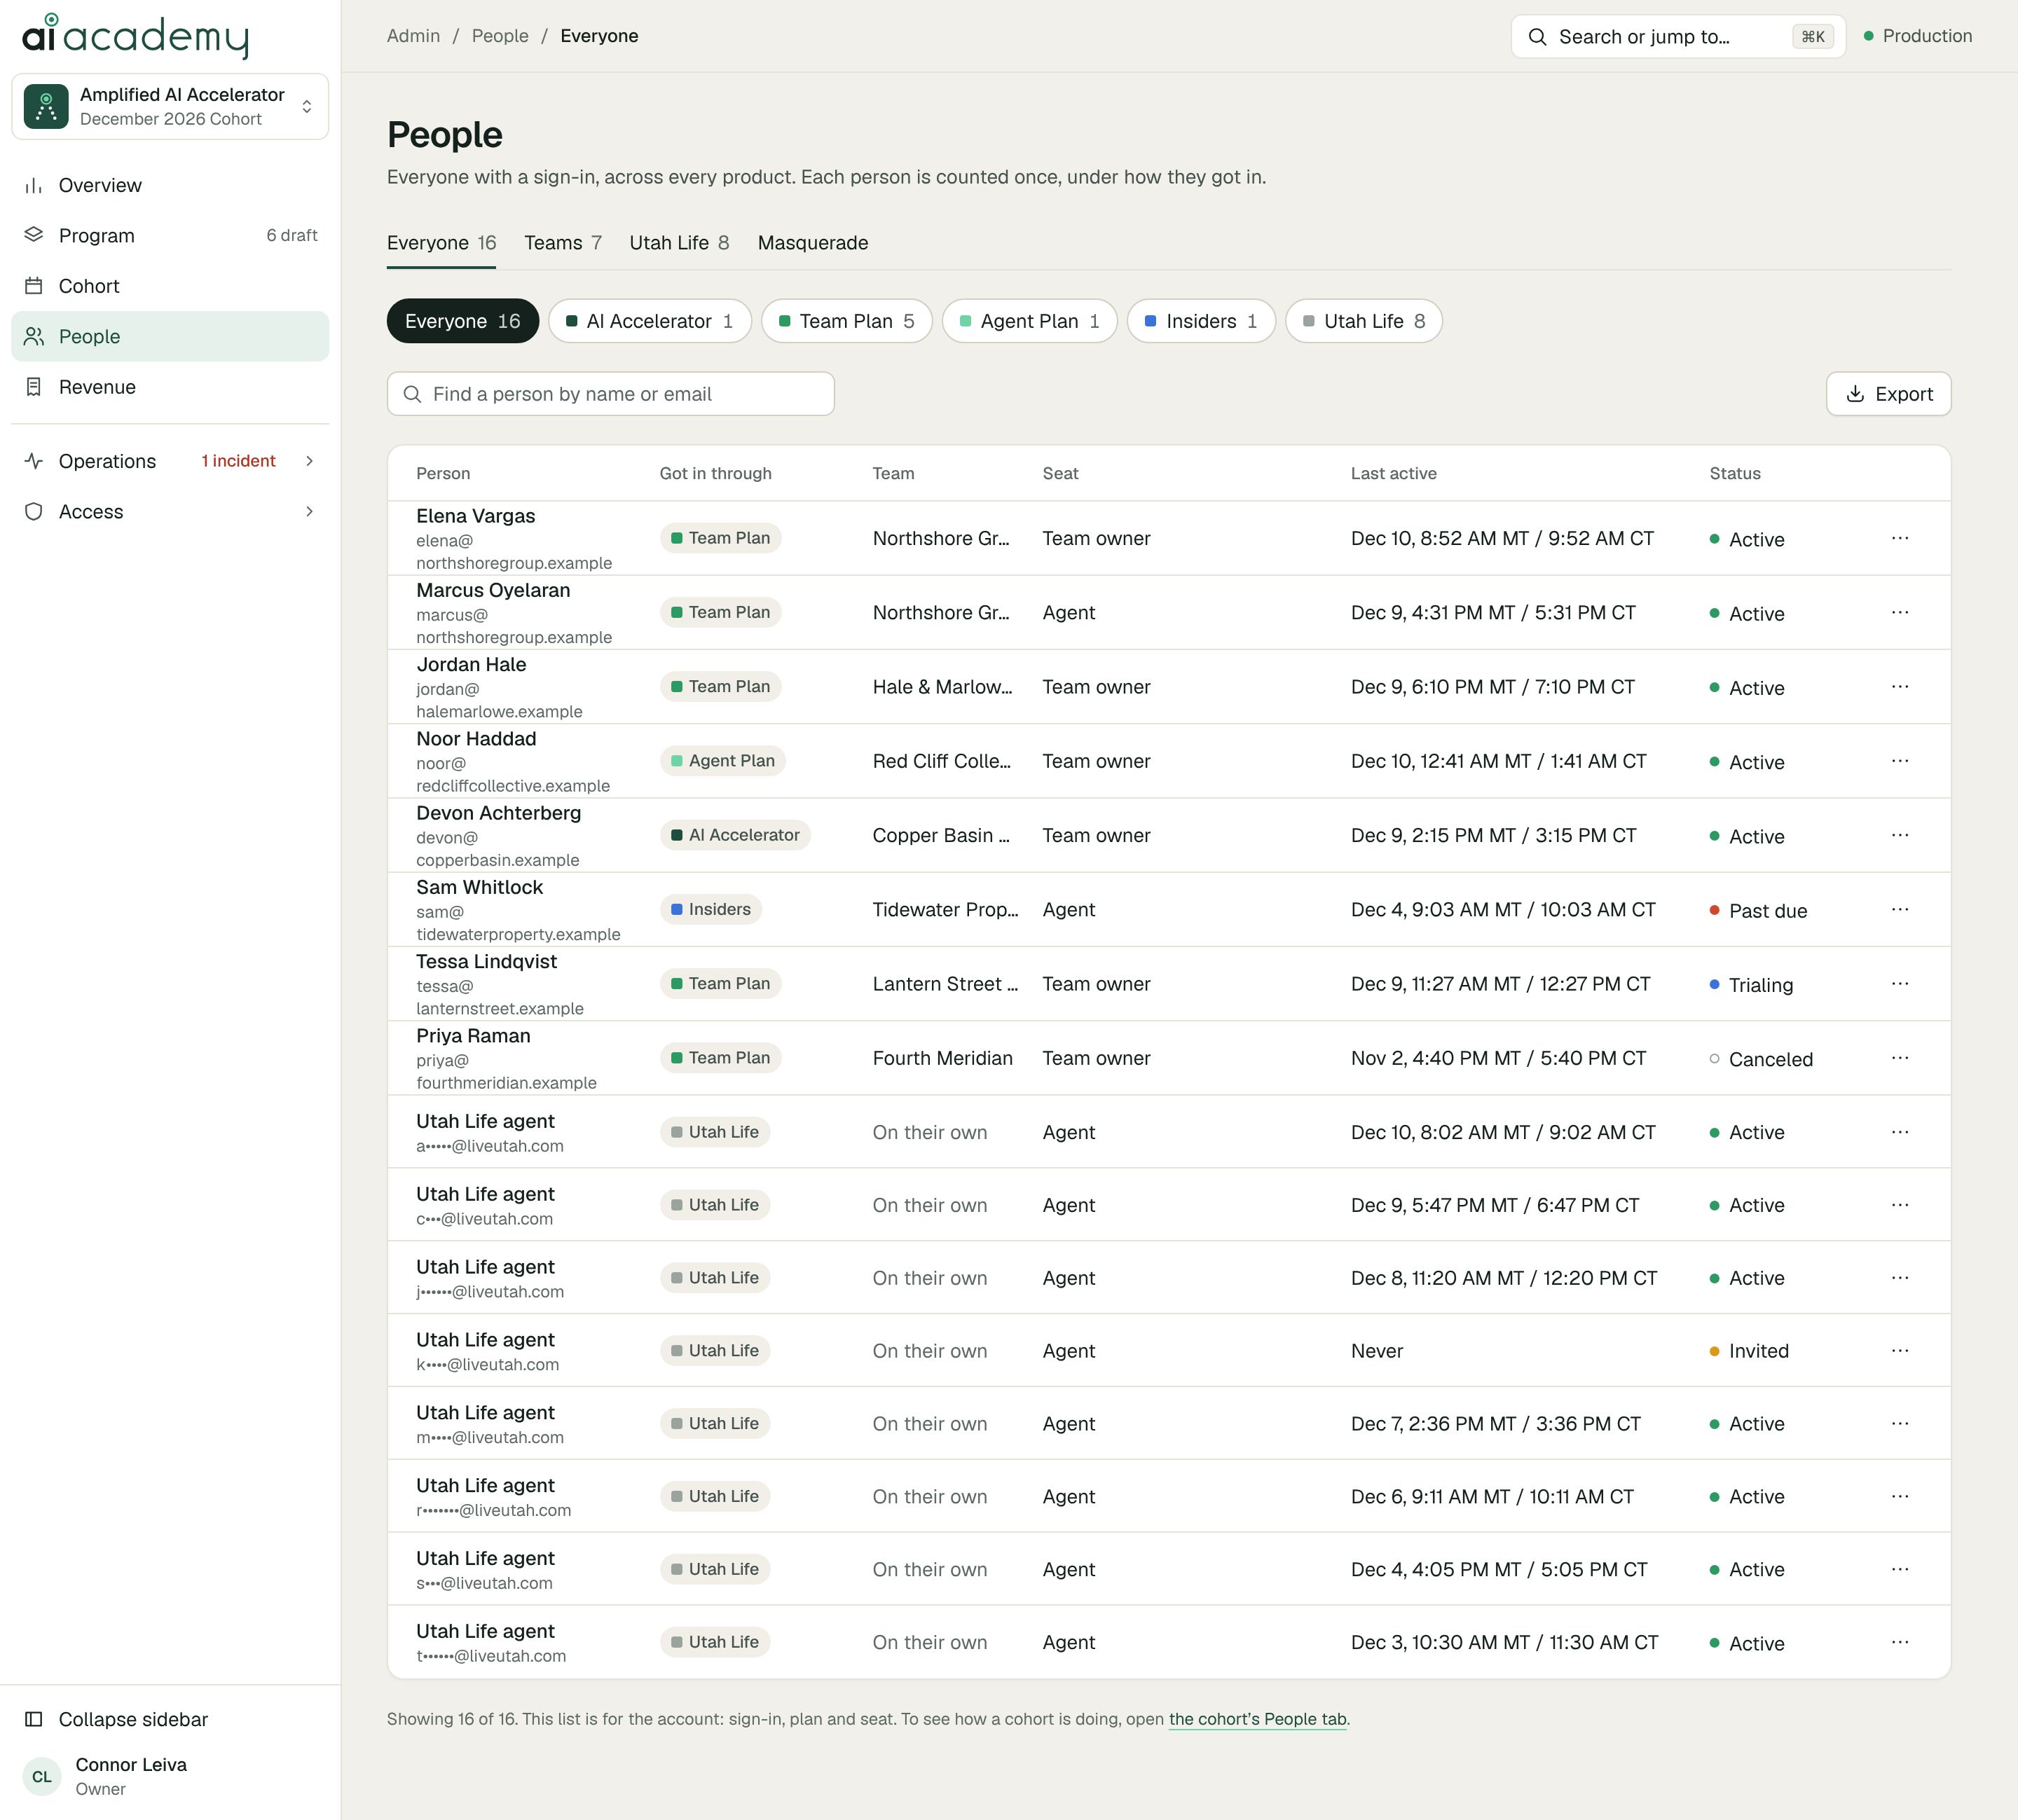 ai academy
Amplified AI Accelerator
December 2026 Cohort
Overview
Program 6 draft
Cohort
People
Revenue
Operations 1 incident
Access
Collapse sidebar
CL Connor Leiva
Owner
Admin / People / Everyone
Search or jump to... ⌘K
Production
People
Everyone with a sign-in, across every product. Each person is counted once, under how they got in.
Everyone 16 Teams 7 Utah Life 8 Masquerade
Everyone 16 AI Accelerator 1 Team Plan 5 Agent Plan 1 Insiders 1 Utah Life 8
Find a person by name or email
Export
Person Got in through Team Seat Last active Status
Elena Vargas
elena@
northshoregroup.example
Team Plan Northshore Gr... Team owner Dec 10, 8:52 AM MT / 9:52 AM CT Active ...
Marcus Oyelaran
marcus@
northshoregroup.example
Team Plan Northshore Gr... Agent Dec 9, 4:31 PM MT / 5:31 PM CT Active ...
Jordan Hale
jordan@
halemarlowe.example
Team Plan Hale & Marlow... Team owner Dec 9, 6:10 PM MT / 7:10 PM CT Active ...
Noor Haddad
noor@
redcliffcollective.example
Agent Plan Red Cliff Colle... Team owner Dec 10, 12:41 AM MT / 1:41 AM CT Active ...
Devon Achterberg
devon@
copperbasin.example
AI Accelerator Copper Basin ... Team owner Dec 9, 2:15 PM MT / 3:15 PM CT Active ...
Sam Whitlock
sam@
tidewaterproperty.example
Insiders Tidewater Prop... Agent Dec 4, 9:03 AM MT / 10:03 AM CT Past due ...
Tessa Lindqvist
tessa@
lanternstreet.example
Team Plan Lantern Street ... Team owner Dec 9, 11:27 AM MT / 12:27 PM CT Trialing ...
Priya Raman
priya@
fourthmeridian.example
Team Plan Fourth Meridian Team owner Nov 2, 4:40 PM MT / 5:40 PM CT Canceled ...
Utah Life agent
a•••••@liveutah.com
Utah Life On their own Agent Dec 10, 8:02 AM MT / 9:02 AM CT Active ...
Utah Life agent
c•••@liveutah.com
Utah Life On their own Agent Dec 9, 5:47 PM MT / 6:47 PM CT Active ...
Utah Life agent
j••••••@liveutah.com
Utah Life On their own Agent Dec 8, 11:20 AM MT / 12:20 PM CT Active ...
Utah Life agent
k••••@liveutah.com
Utah Life On their own Agent Never Invited ...
Utah Life agent
m••••@liveutah.com
Utah Life On their own Agent Dec 7, 2:36 PM MT / 3:36 PM CT Active ...
Utah Life agent
r•••••••@liveutah.com
Utah Life On their own Agent Dec 6, 9:11 AM MT / 10:11 AM CT Active ...
Utah Life agent
s•••@liveutah.com
Utah Life On their own Agent Dec 4, 4:05 PM MT / 5:05 PM CT Active ...
Utah Life agent
t••••••@liveutah.com
Utah Life On their own Agent Dec 3, 10:30 AM MT / 11:30 AM CT Active ...
Showing 16 of 16. This list is for the account: sign-in, plan and seat. To see how a cohort is doing, open the cohort’s People tab.